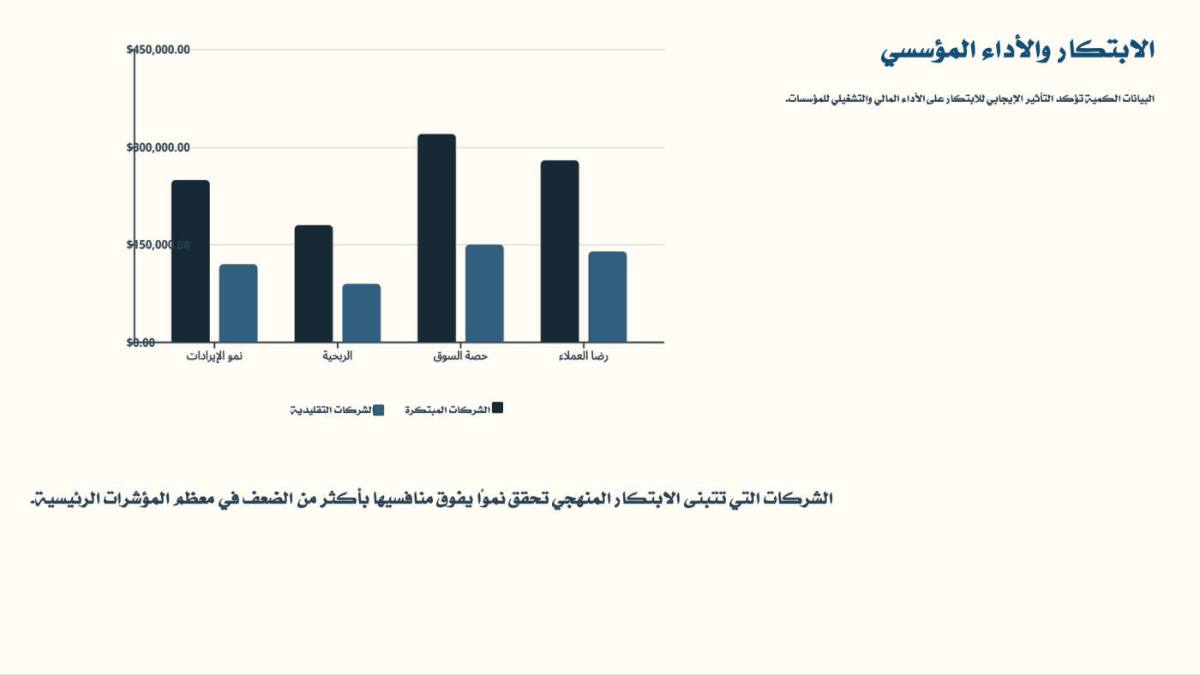 الابتكار والأداء المؤسسي
البيانات الكمية تؤكد التأثير الإيجابي للابتكار على الأداء المالي والتشغيلي للمؤسسات.
$450,000.00
$300,000.00
$150,000.00
$0.00
نمو الإيرادات
الربحية
حصة السوق
رضا العملاء
الشركات المبتكرة
لشركات التقليدية
الشركات التي تتبنى الابتكار المنهجي تحقق نموًا يفوق منافسيها بأكثر من الضعف في معظم المؤشرات الرئيسية.